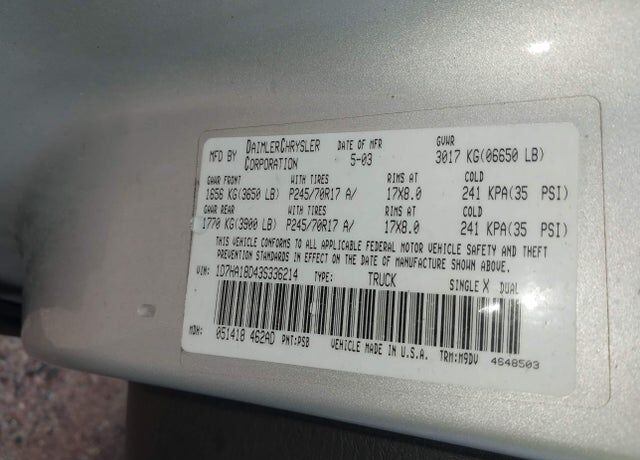 MFD BY DAIMLERCHRYSLER CORPORATION DATE OF MFR 5-03 GVWR 3017 KG(06650 LB)
GAWR FRONT WITH TIRES RIMS AT COLD
1656 KG(3650 LB) P245/70R17 A/ 17X8.0 241 KPA(35 PSI)
GAWR REAR WITH TIRES RIMS AT COLD
1770 KG(3900 LB) P245/70R17 A/ 17X8.0 241 KPA(35 PSI)
THIS VEHICLE CONFORMS TO ALL APPLICABLE FEDERAL MOTOR VEHICLE SAFETY AND THEFT
PREVENTION STANDARDS IN EFFECT ON THE DATE OF MANUFACTURE SHOWN ABOVE.
VIN: 1D7HA18D43S336214 TYPE: TRUCK SINGLE X DUAL
MDH: 051418 462AD PNT:PSB VEHICLE MADE IN U.S.A. TRM:M9DV 4648503